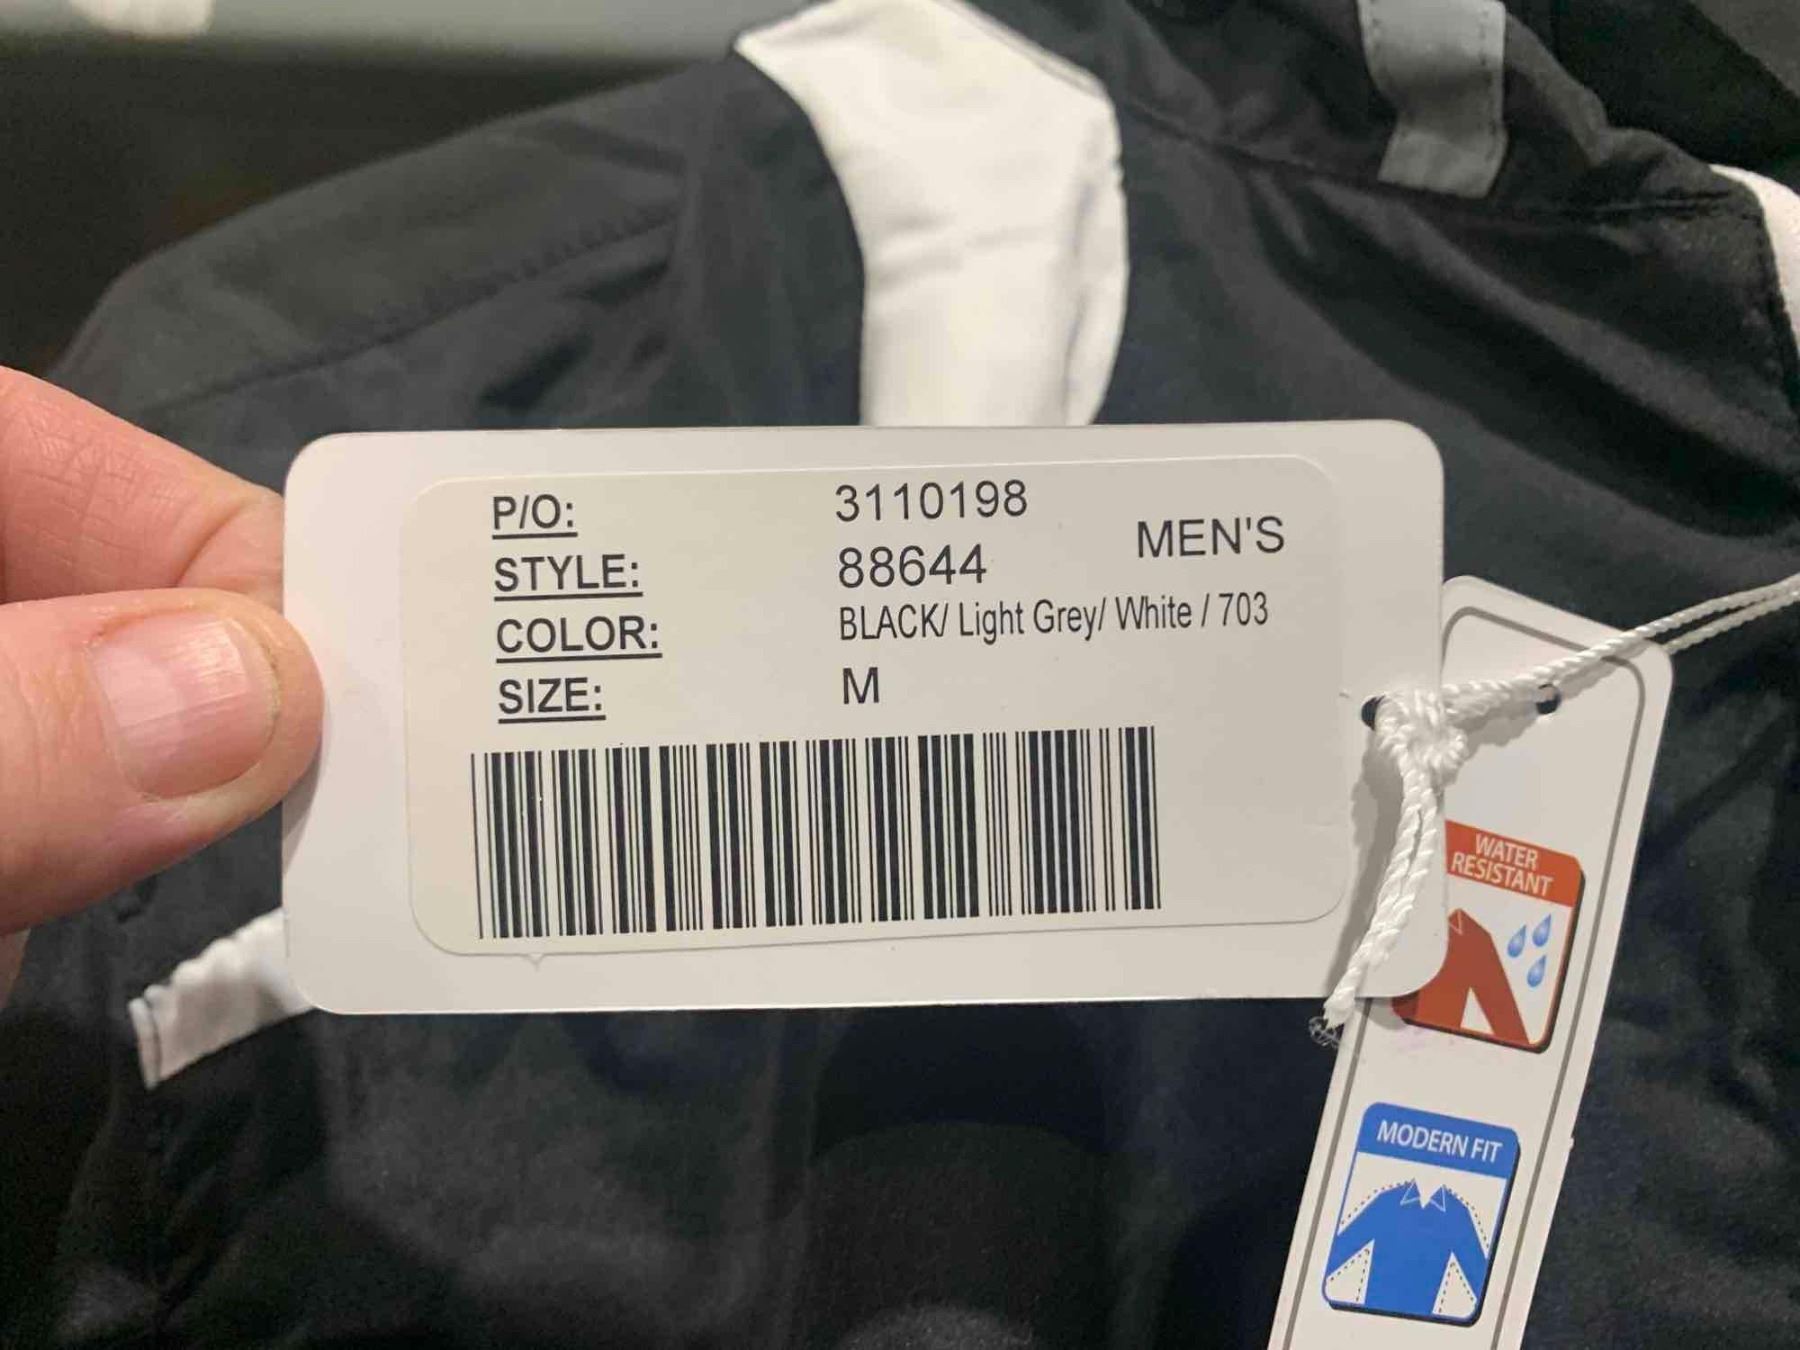 P/O: 3110198
STYLE: 88644 MEN'S
COLOR: BLACK/ Light Grey/ White / 703
SIZE: M
WATER
RESISTANT
MODERN FIT